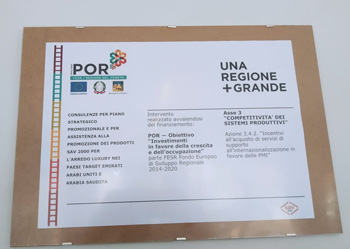 POR
UNA
REGIONE
+GRANDE
CONSULENZE PER PIANO
STRATEGICO
PROMOZIONALE E PER
ASSISTENZA ALLA
PROMOZIONE DEI PRODOTTI
SAV 2000 PER
L'ARREDO LUXURY NEI
PAESI TARGET EMIRATI
ARABI UNITI E
ARABIA SAUDITA
Intervento
realizzato avvalendosi
del finanziamento:
POR – Obiettivo
"Investimenti
in favore della crescita
e dell'occupazione"
parte FESR Fondo Europeo
di Sviluppo Regionale
2014-2020
Asse 3
"COMPETITIVITA' DEI
SISTEMI PRODUTTIVI"
Azione 3.4.2. "Incentivi
all'acquisto di servizi di
supporto
all'internazionalizzazione in
favore delle PMI"